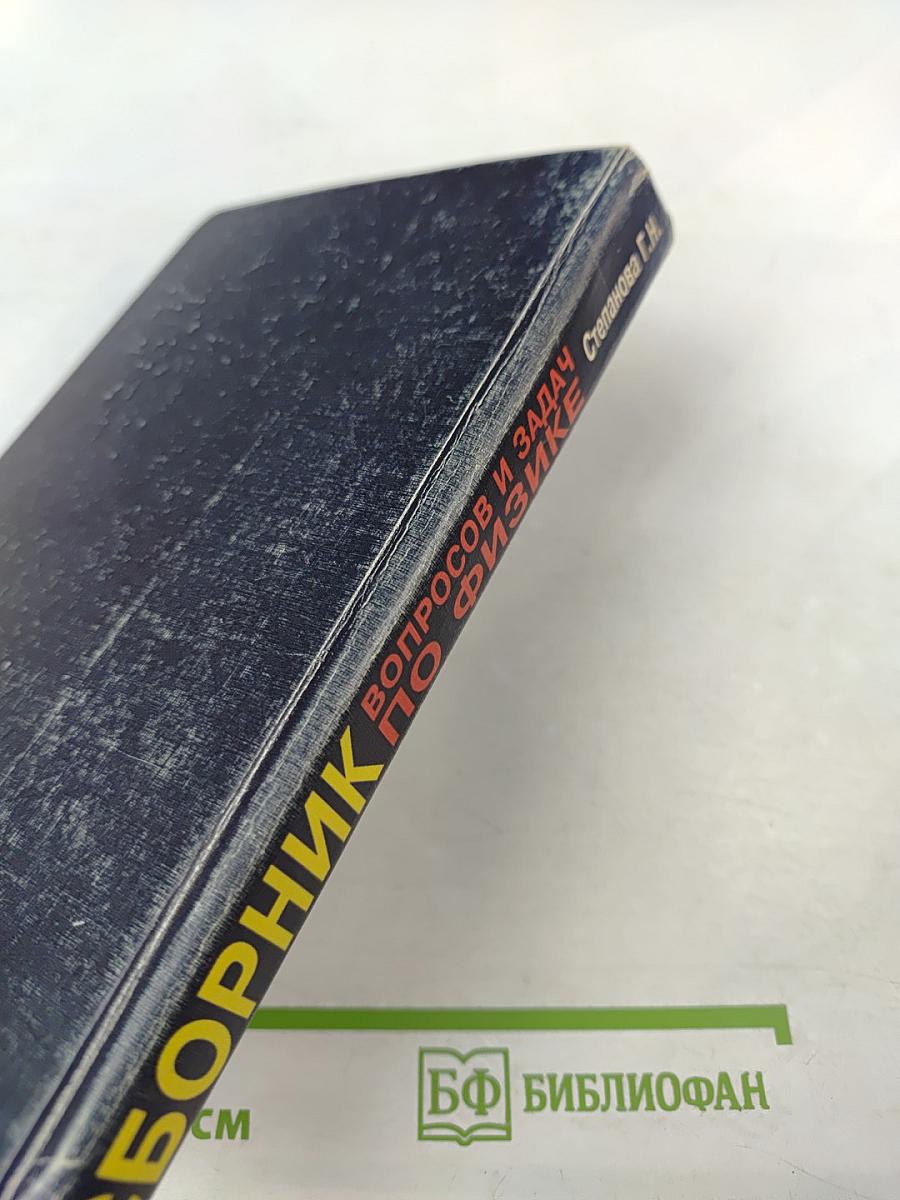 СБОРНИК
ВОПРОСОВ И ЗАДАЧ
ПО ФИЗИКЕ
Степанова Г.Н.
см
БФ БИБЛИОФАН